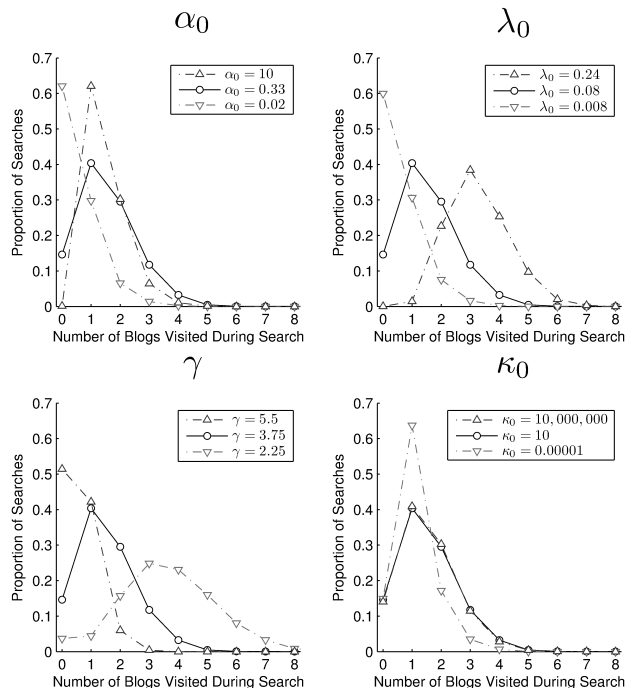 α₀
0.7
0.6
0.5
0.4
0.3
0.2
0.1
0
Proportion of Searches
α₀ = 10
α₀ = 0.33
α₀ = 0.02
0 1 2 3 4 5 6 7 8
Number of Blogs Visited During Search
λ₀
0.7
0.6
0.5
0.4
0.3
0.2
0.1
0
Proportion of Searches
λ₀ = 0.24
λ₀ = 0.08
λ₀ = 0.008
0 1 2 3 4 5 6 7 8
Number of Blogs Visited During Search
γ
0.7
0.6
0.5
0.4
0.3
0.2
0.1
0
Proportion of Searches
γ = 5.5
γ = 3.75
γ = 2.25
0 1 2 3 4 5 6 7 8
Number of Blogs Visited During Search
κ₀
0.7
0.6
0.5
0.4
0.3
0.2
0.1
0
Proportion of Searches
κ₀ = 10, 000, 000
κ₀ = 10
κ₀ = 0.00001
0 1 2 3 4 5 6 7 8
Number of Blogs Visited During Search